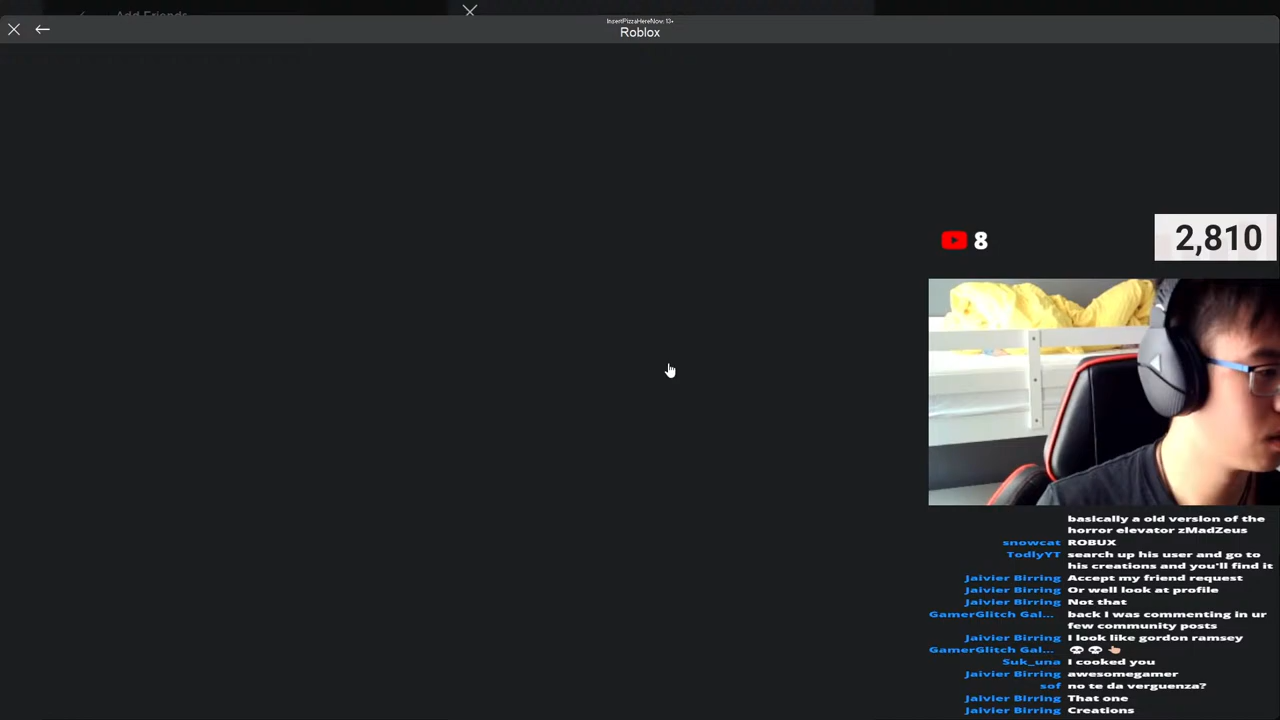 Add Friends
InsertPizzaHereNow: 13+
Roblox
8
2,810
basically a old version of the
horror elevator zMadZeus
snowcat ROBUX
TodlyYT search up his user and go to
his creations and you'll find it
Jaivier Birring Accept my friend request
Jaivier Birring Or well look at profile
Jaivier Birring Not that
GamerGlitch Gal... back I was commenting in ur
few community posts
Jaivier Birring I look like gordon ramsey
GamerGlitch Gal... 💀 💀 👈🏼
Suk_una I cooked you
Jaivier Birring awesomegamer
sof no te da verguenza?
Jaivier Birring That one
Jaivier Birring Creations